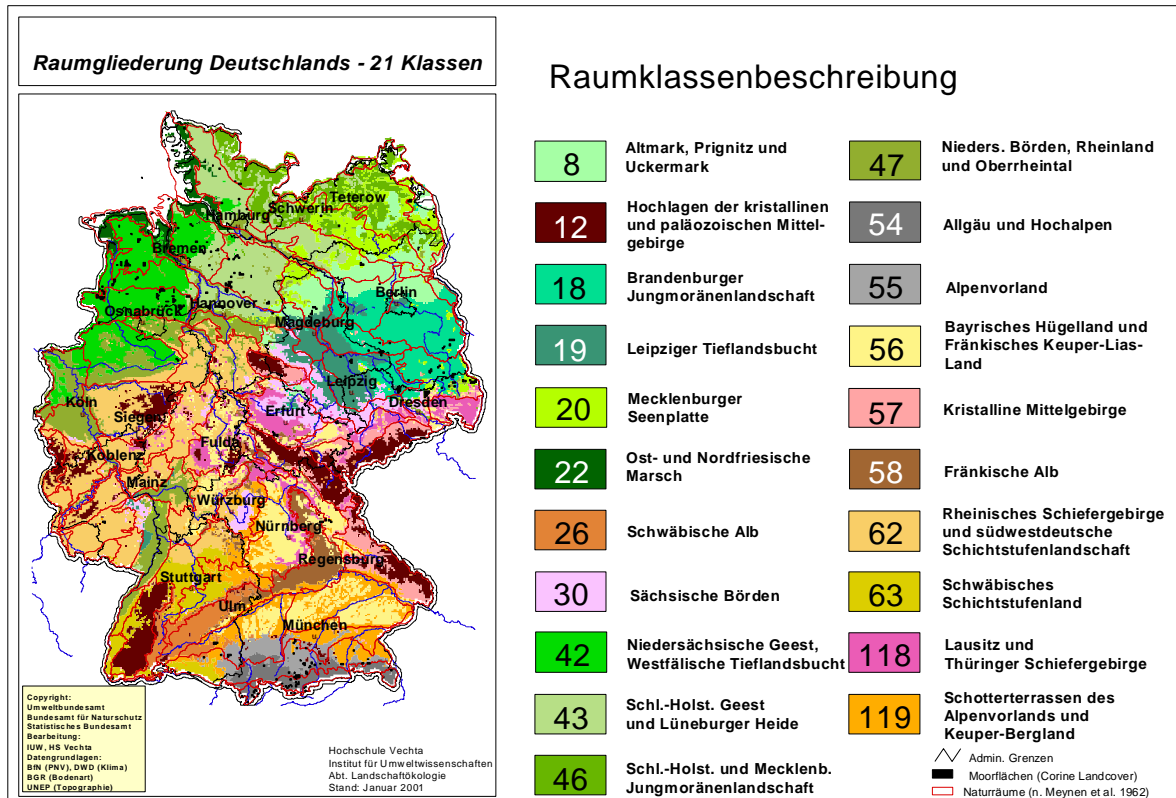 Raumgliederung Deutschlands - 21 Klassen
Teterow
Schwerin
Hamburg
Bremen
Berlin
Hannover
Osnabrück
Magdeburg
Leipzig
Dresden
Köln
Erfurt
Siegen
Fulda
Koblenz
Mainz
Würzburg
Nürnberg
Regensburg
Stuttgart
Ulm
München
Copyright:
Umweltbundesamt
Bundesamt für Naturschutz
Statistisches Bundesamt
Bearbeitung:
IUW, HS Vechta
Datengrundlagen:
BfN (PNV), DWD (Klima)
BGR (Bodenart)
UNEP (Topographie)
Hochschule Vechta
Institut für Umweltwissenschaften
Abt. Landschaftökologie
Stand: Januar 2001
Raumklassenbeschreibung
8
Altmark, Prignitz und
Uckermark
12
Hochlagen der kristallinen
und paläozoischen Mittel-
gebirge
18
Brandenburger
Jungmoränenlandschaft
19
Leipziger Tieflandsbucht
20
Mecklenburger
Seenplatte
22
Ost- und Nordfriesische
Marsch
26
Schwäbische Alb
30
Sächsische Börden
42
Niedersächsische Geest,
Westfälische Tieflandsbucht
43
Schl.-Holst. Geest
und Lüneburger Heide
46
Schl.-Holst. und Mecklenb.
Jungmoränenlandschaft
47
Nieders. Börden, Rheinland
und Oberrheintal
54
Allgäu und Hochalpen
55
Alpenvorland
56
Bayrisches Hügelland und
Fränkisches Keuper-Lias-
Land
57
Kristalline Mittelgebirge
58
Fränkische Alb
62
Rheinisches Schiefergebirge
und südwestdeutsche
Schichtstufenlandschaft
63
Schwäbisches
Schichtstufenland
118
Lausitz und
Thüringer Schiefergebirge
119
Schotterterrassen des
Alpenvorlands und
Keuper-Bergland
Admin. Grenzen
Moorflächen (Corine Landcover)
Naturräume (n. Meynen et al. 1962)